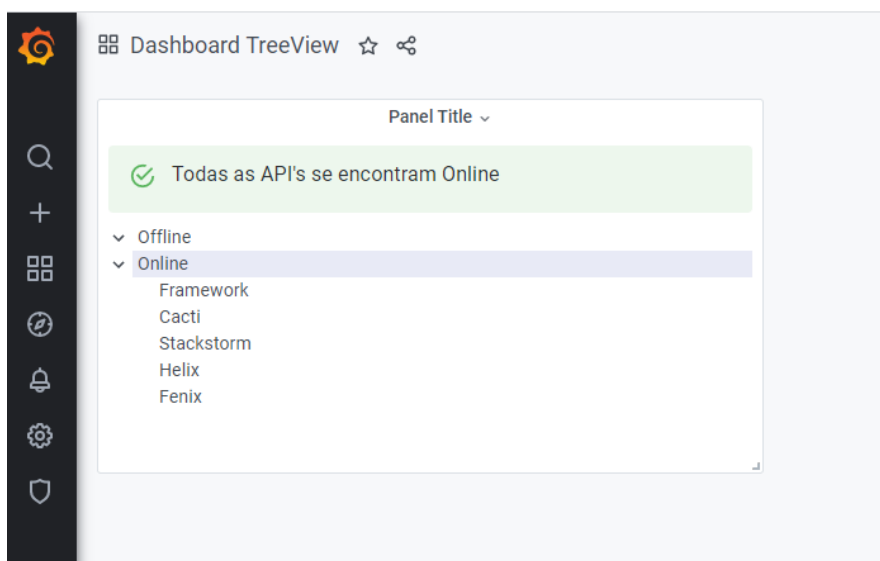 Dashboard TreeView
Panel Title
Todas as API's se encontram Online
Offline
Online
Framework
Cacti
Stackstorm
Helix
Fenix